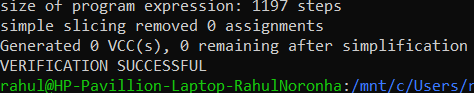 size of program expression: 1197 steps
simple slicing removed 0 assignments
Generated 0 VCC(s), 0 remaining after simplification
VERIFICATION SUCCESSFUL
rahul@HP-Pavillion-Laptop-RahulNoronha:/mnt/c/Users/